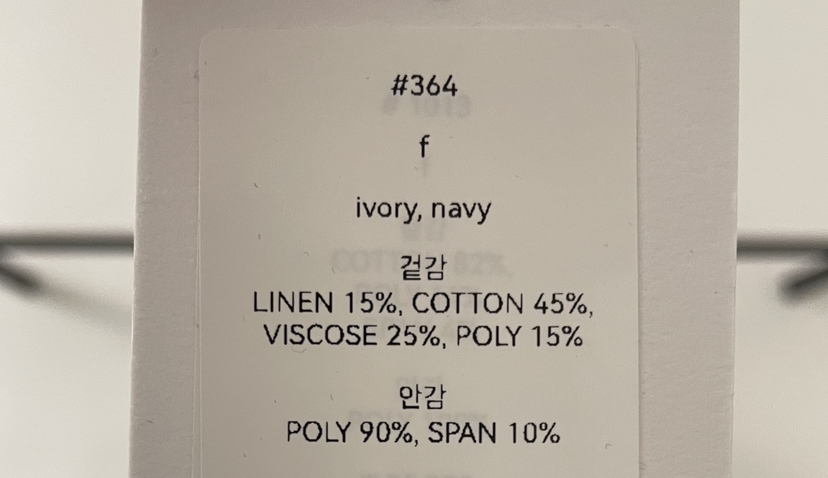 #364
f
ivory, navy
겉감
LINEN 15%, COTTON 45%,
VISCOSE 25%, POLY 15%
안감
POLY 90%, SPAN 10%